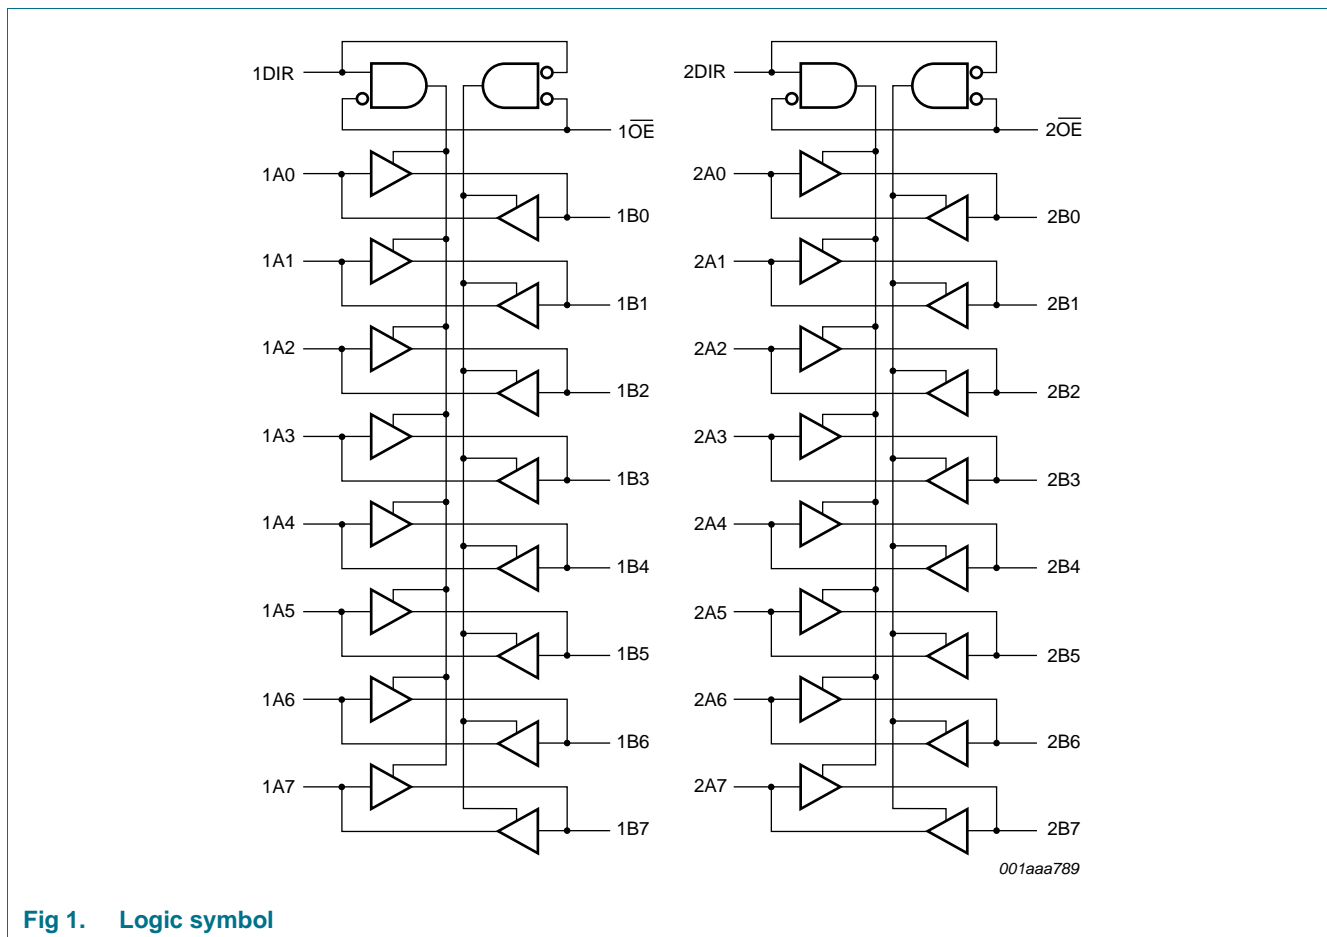 1DIR
1O̅E̅
1A0
1B0
1A1
1B1
1A2
1B2
1A3
1B3
1A4
1B4
1A5
1B5
1A6
1B6
1A7
1B7
2DIR
2O̅E̅
2A0
2B0
2A1
2B1
2A2
2B2
2A3
2B3
2A4
2B4
2A5
2B5
2A6
2B6
2A7
2B7
001aaa789
Fig 1. Logic symbol